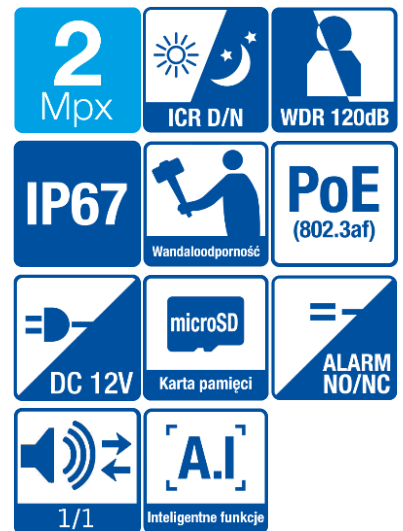 2
Mpx
ICR D/N
WDR 120dB
IP67
Wandaloodporność
PoE
(802.3af)
DC 12V
microSD
Karta pamięci
ALARM
NO/NC
1/1
[A.I]
Inteligentne funkcje